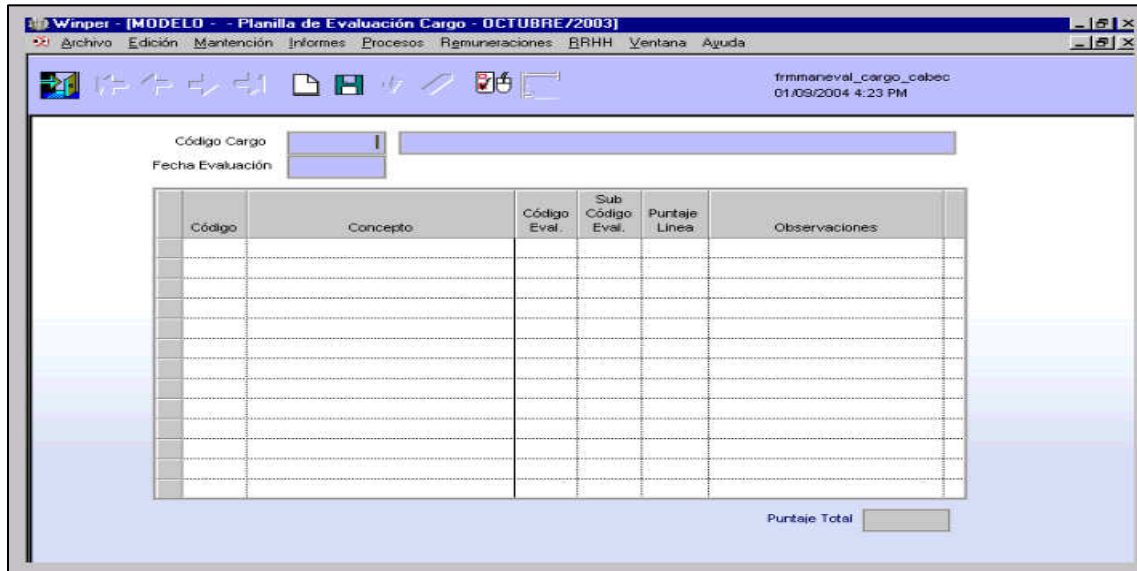 Winper - [MODELO - - Planilla de Evaluación Cargo - OCTUBRE/2003]
Archivo Edición Mantención Informes Procesos Remuneraciones RRHH Ventana Ayuda
frmmaneval_cargo_cabec
01/09/2004 4:23 PM
Código Cargo
Fecha Evaluación
Código Concepto Código Eval. Sub Código Eval. Puntaje Línea Observaciones
Puntaje Total